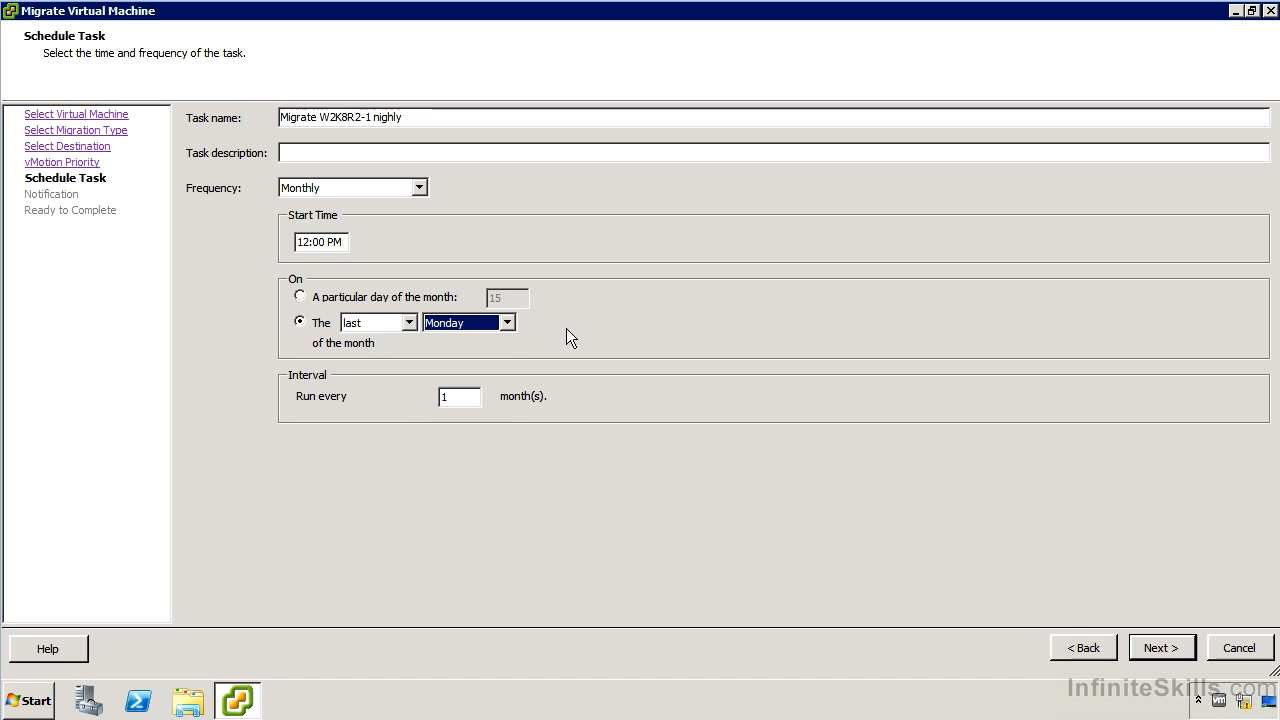 Migrate Virtual Machine
Schedule Task
Select the time and frequency of the task.
Select Virtual Machine
Select Migration Type
Select Destination
vMotion Priority
Schedule Task
Notification
Ready to Complete
Task name: Migrate W2K8R2-1 nighly
Task description:
Frequency: Monthly
Start Time
12:00 PM
On
A particular day of the month: 15
The last Monday
of the month
Interval
Run every 1 month(s).
Help
< Back Next > Cancel
InfiniteSkills.com
Start